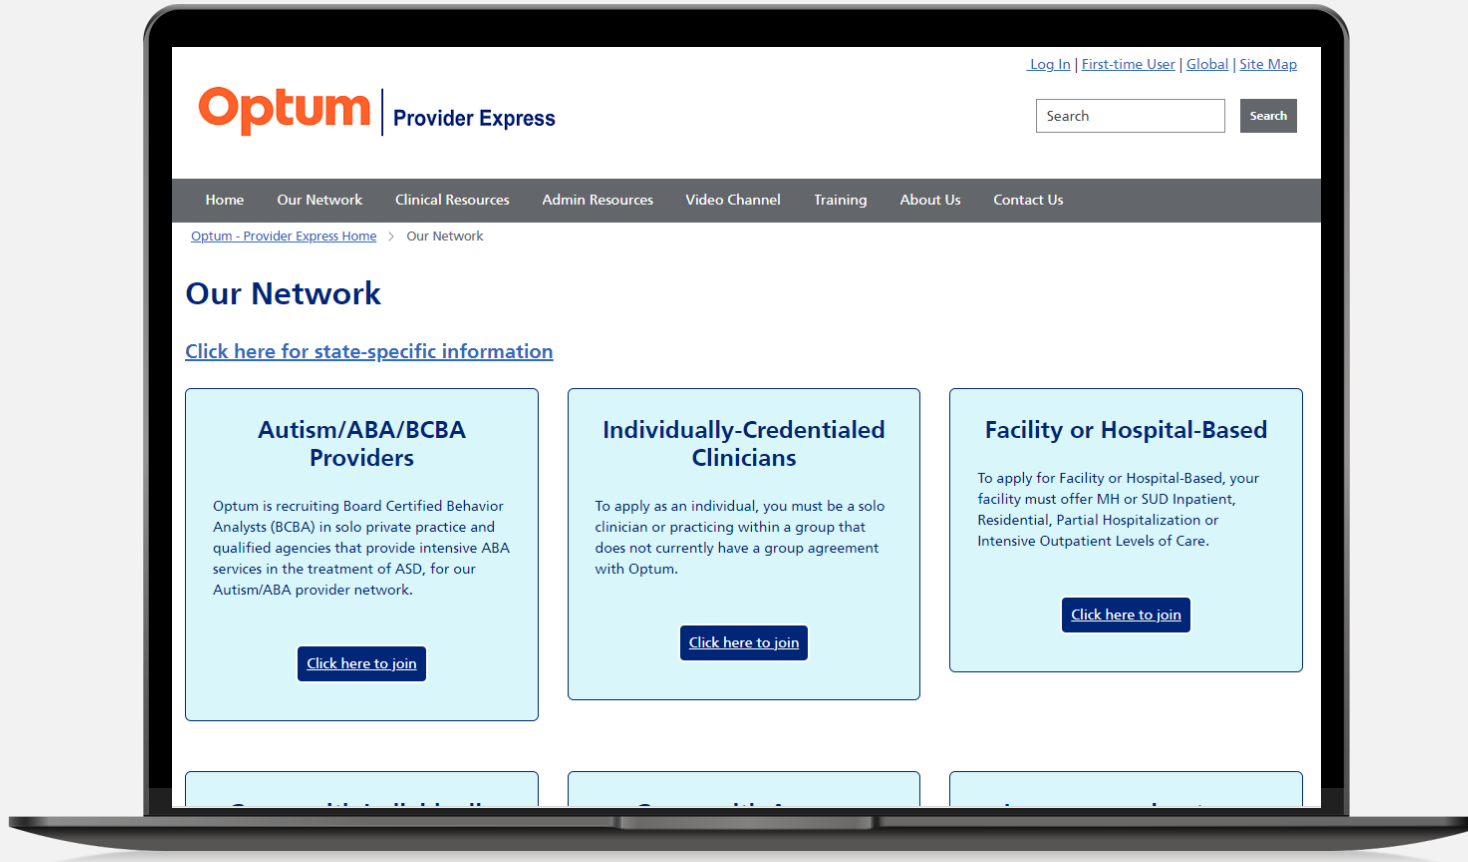 Log In | First-time User | Global | Site Map
Optum | Provider Express
Search
Search
Home Our Network Clinical Resources Admin Resources Video Channel Training About Us Contact Us
Optum - Provider Express Home > Our Network
Our Network
Click here for state-specific information
Autism/ABA/BCBA
Providers
Optum is recruiting Board Certified Behavior
Analysts (BCBA) in solo private practice and
qualified agencies that provide intensive ABA
services in the treatment of ASD, for our
Autism/ABA provider network.
Click here to join
Individually-Credentialed
Clinicians
To apply as an individual, you must be a solo
clinician or practicing within a group that
does not currently have a group agreement
with Optum.
Click here to join
Facility or Hospital-Based
To apply for Facility or Hospital-Based, your
facility must offer MH or SUD Inpatient,
Residential, Partial Hospitalization or
Intensive Outpatient Levels of Care.
Click here to join